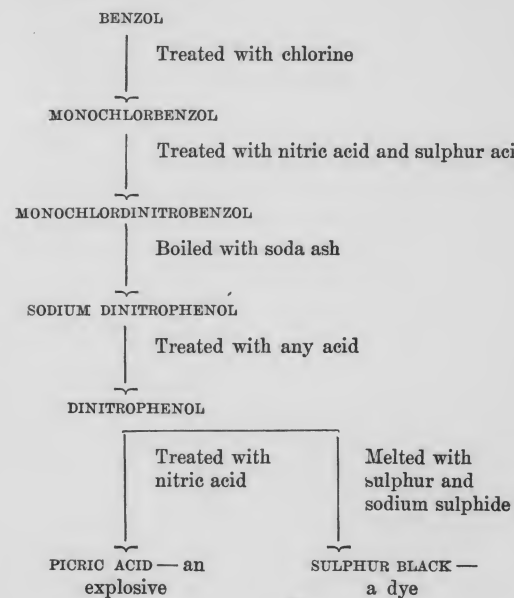 BENZOL
Treated with chlorine
MONOCHLORBENZOL
Treated with nitric acid and sulphur aci
MONOCHLORDINITROBENZOL
Boiled with soda ash
SODIUM DINITROPHENOL
Treated with any acid
DINITROPHENOL
Treated with
nitric acid
Melted with
sulphur and
sodium sulphide
PICRIC ACID — an
explosive
SULPHUR BLACK —
a dye